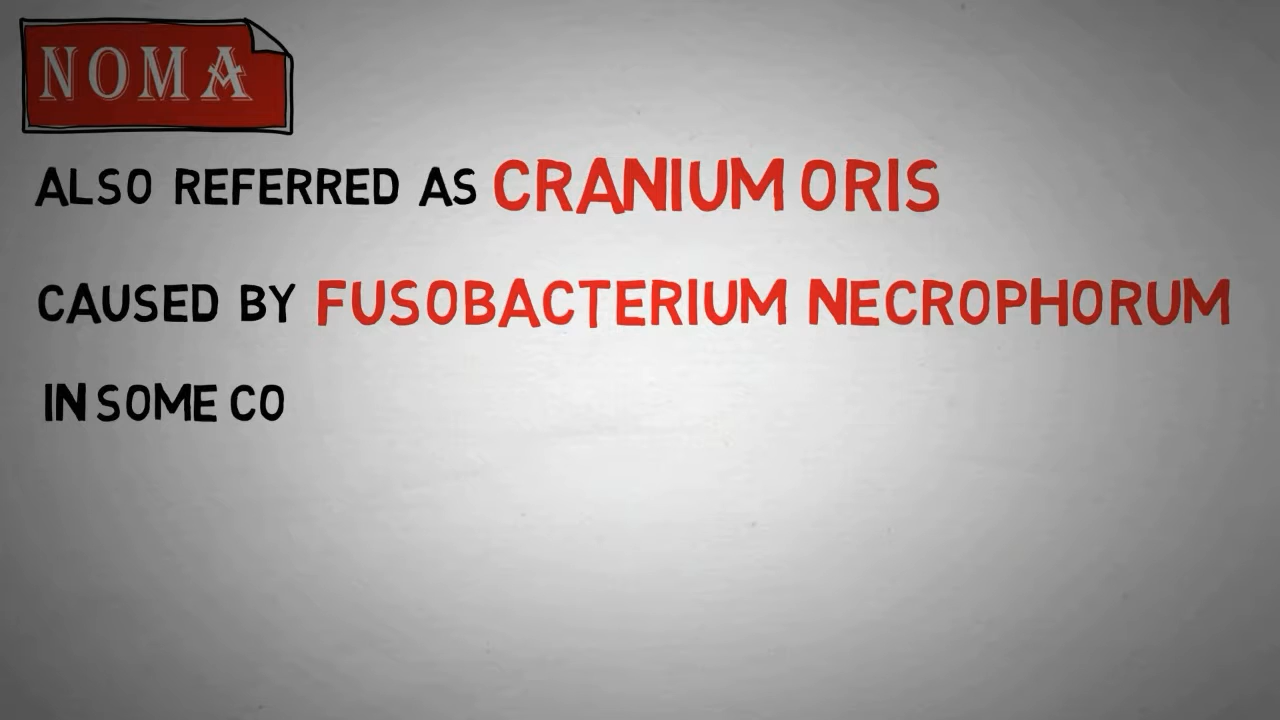 NOMA
ALSO REFERRED AS CRANIUM ORIS
CAUSED BY FUSOBACTERIUM NECROPHORUM
IN SOME CO